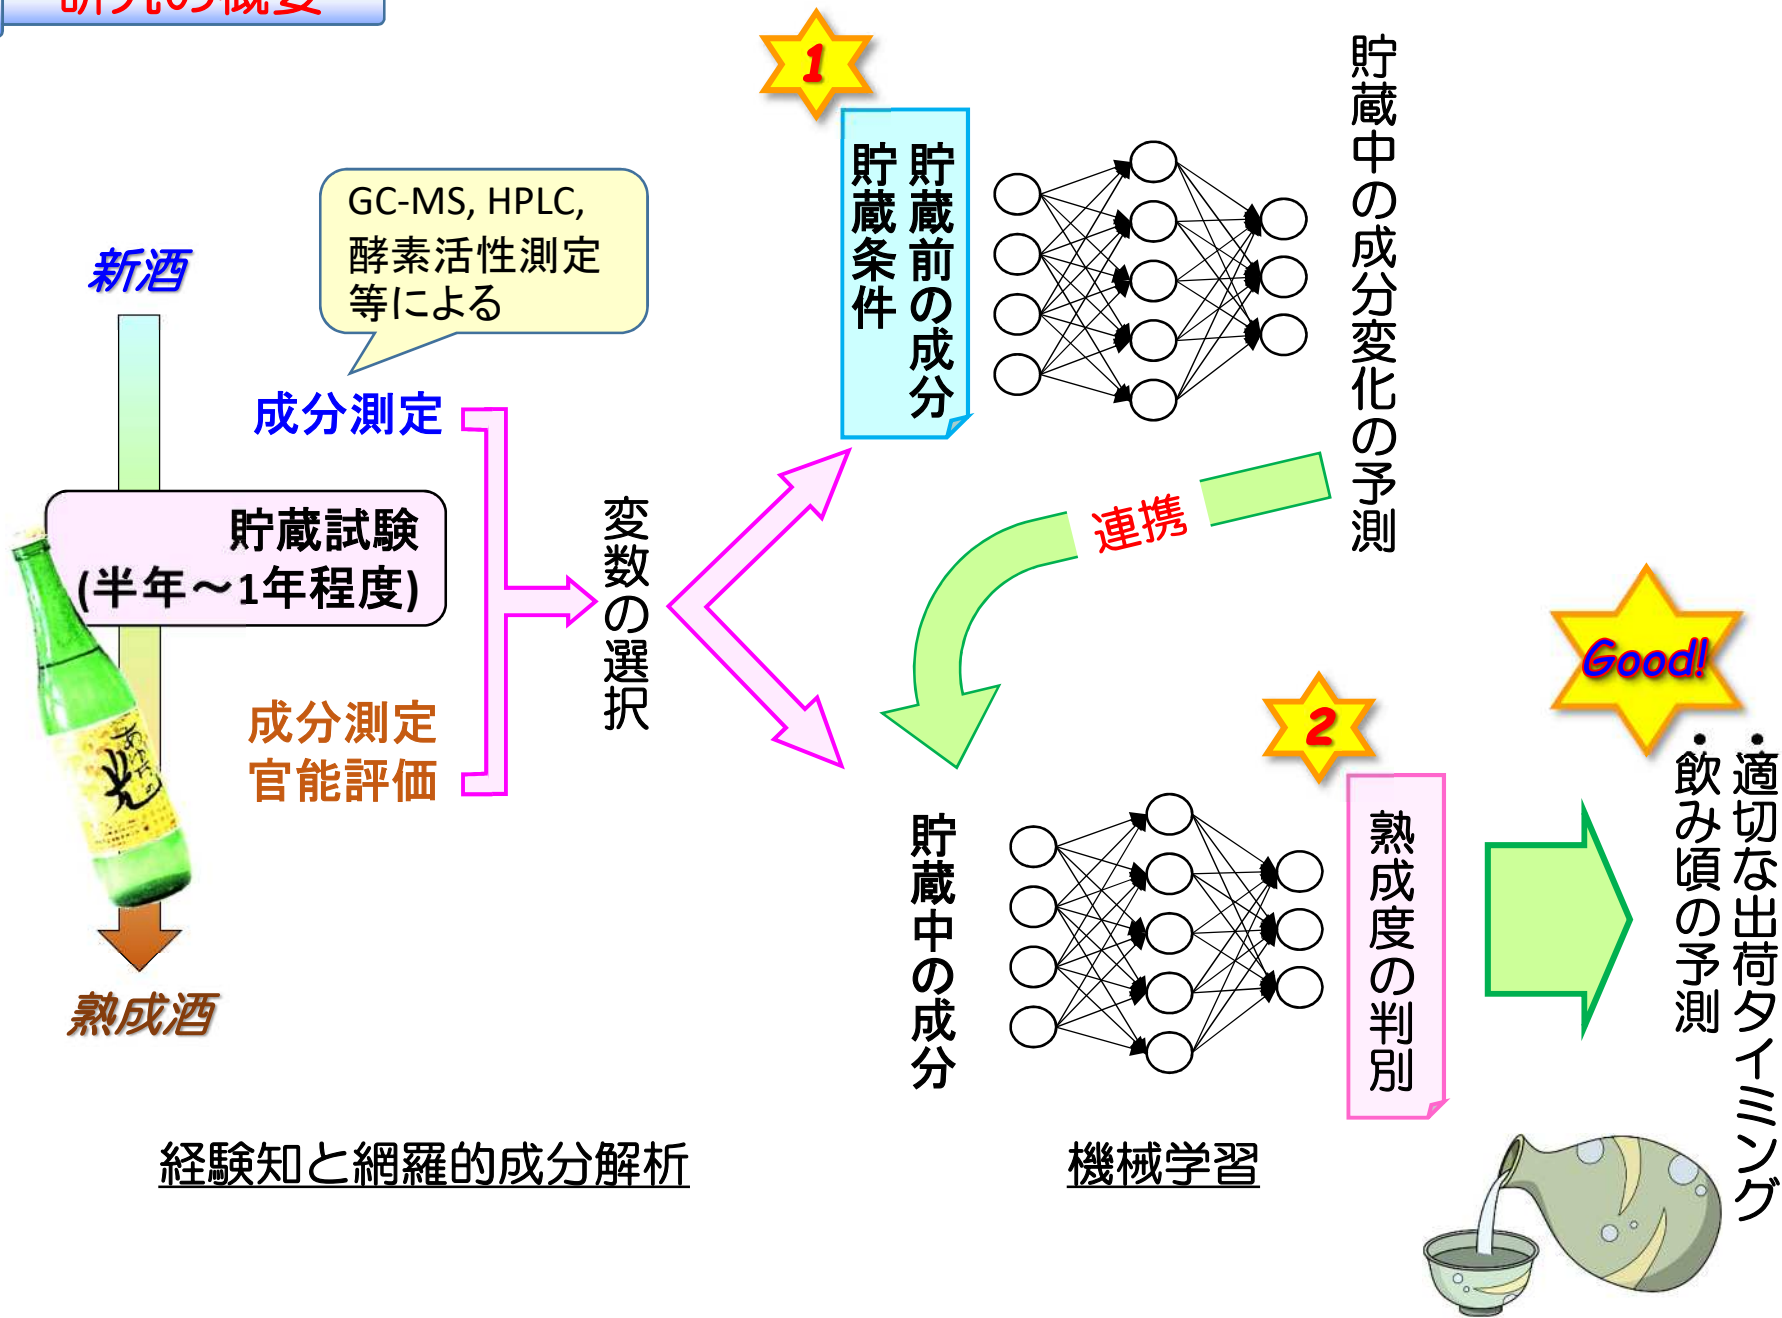 研究の概要
新酒
GC-MS, HPLC,
酵素活性測定
等による
成分測定
貯蔵試験
(半年～1年程度)
成分測定
官能評価
熟成酒
経験知と網羅的成分解析
変数の選択
1
貯蔵前の成分
貯蔵条件
貯蔵中の成分変化の予測
連携
貯蔵中の成分
2
熟成度の判別
機械学習
Good!
・適切な出荷タイミング
・飲み頃の予測